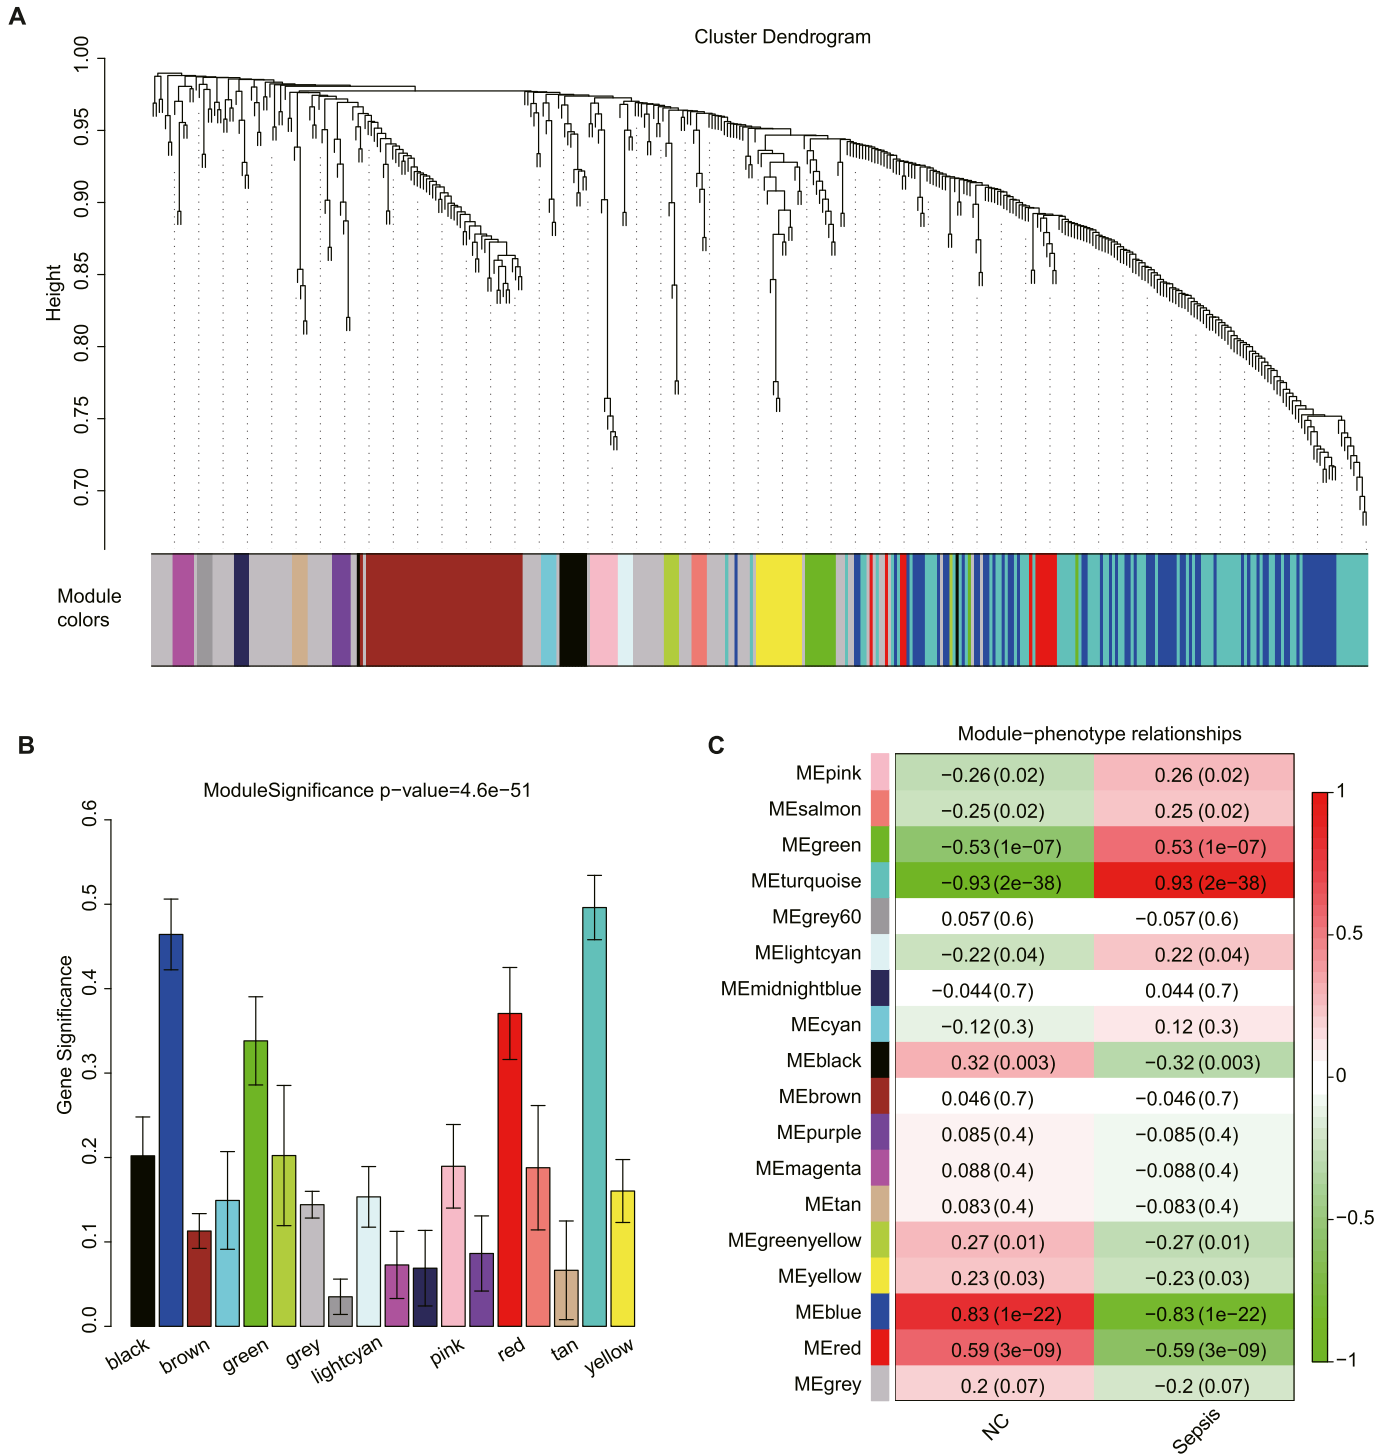 A
Cluster Dendrogram
Height
1.00
0.95
0.90
0.85
0.80
0.75
0.70
Module
colors
B
ModuleSignificance p−value=4.6e−51
Gene Significance
0.6
0.5
0.4
0.3
0.2
0.1
0.0
black
brown
green
grey
lightcyan
pink
red
tan
yellow
C
Module−phenotype relationships
MEpink −0.26 (0.02) 0.26 (0.02)
MEsalmon −0.25 (0.02) 0.25 (0.02)
MEgreen −0.53 (1e−07) 0.53 (1e−07)
MEturquoise −0.93 (2e−38) 0.93 (2e−38)
MEgrey60 0.057 (0.6) −0.057 (0.6)
MElightcyan −0.22 (0.04) 0.22 (0.04)
MEmidnightblue −0.044 (0.7) 0.044 (0.7)
MEcyan −0.12 (0.3) 0.12 (0.3)
MEblack 0.32 (0.003) −0.32 (0.003)
MEbrown 0.046 (0.7) −0.046 (0.7)
MEpurple 0.085 (0.4) −0.085 (0.4)
MEmagenta 0.088 (0.4) −0.088 (0.4)
MEtan 0.083 (0.4) −0.083 (0.4)
MEgreenyellow 0.27 (0.01) −0.27 (0.01)
MEyellow 0.23 (0.03) −0.23 (0.03)
MEblue 0.83 (1e−22) −0.83 (1e−22)
MEred 0.59 (3e−09) −0.59 (3e−09)
MEgrey 0.2 (0.07) −0.2 (0.07)
NC
Sepsis
1
0.5
0
−0.5
−1